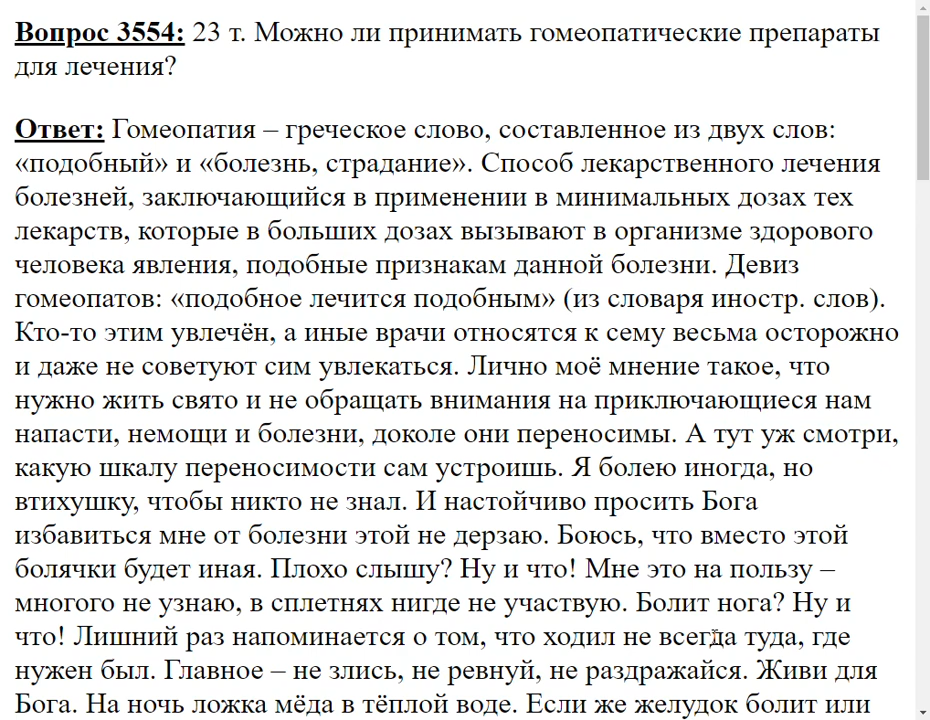 Вопрос 3554: 23 т. Можно ли принимать гомеопатические препараты
для лечения?
Ответ: Гомеопатия – греческое слово, составленное из двух слов:
«подобный» и «болезнь, страдание». Способ лекарственного лечения
болезней, заключающийся в применении в минимальных дозах тех
лекарств, которые в больших дозах вызывают в организме здорового
человека явления, подобные признакам данной болезни. Девиз
гомеопатов: «подобное лечится подобным» (из словаря иностр. слов).
Кто-то этим увлечён, а иные врачи относятся к сему весьма осторожно
и даже не советуют сим увлекаться. Лично моё мнение такое, что
нужно жить свято и не обращать внимания на приключающиеся нам
напасти, немощи и болезни, доколе они переносимы. А тут уж смотри,
какую шкалу переносимости сам устроишь. Я болею иногда, но
втихушку, чтобы никто не знал. И настойчиво просить Бога
избавиться мне от болезни этой не дерзаю. Боюсь, что вместо этой
болячки будет иная. Плохо слышу? Ну и что! Мне это на пользу –
многого не узнаю, в сплетнях нигде не участвую. Болит нога? Ну и
что! Лишний раз напоминается о том, что ходил не всегда туда, где
нужен был. Главное – не злись, не ревнуй, не раздражайся. Живи для
Бога. На ночь ложка мёда в тёплой воде. Если же желудок болит или